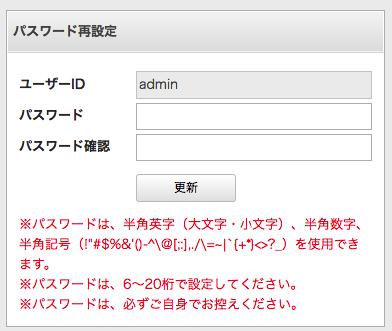 パスワード再設定
ユーザーID admin
パスワード
パスワード確認
更新
※パスワードは、半角英字（大文字・小文字）、半角数字、
半角記号（!"#$%&'()-^\@[;:],./\=~|`{+*}<>?_）を使用でき
ます。
※パスワードは、6〜20桁で設定してください。
※パスワードは、必ずご自身でお控えください。